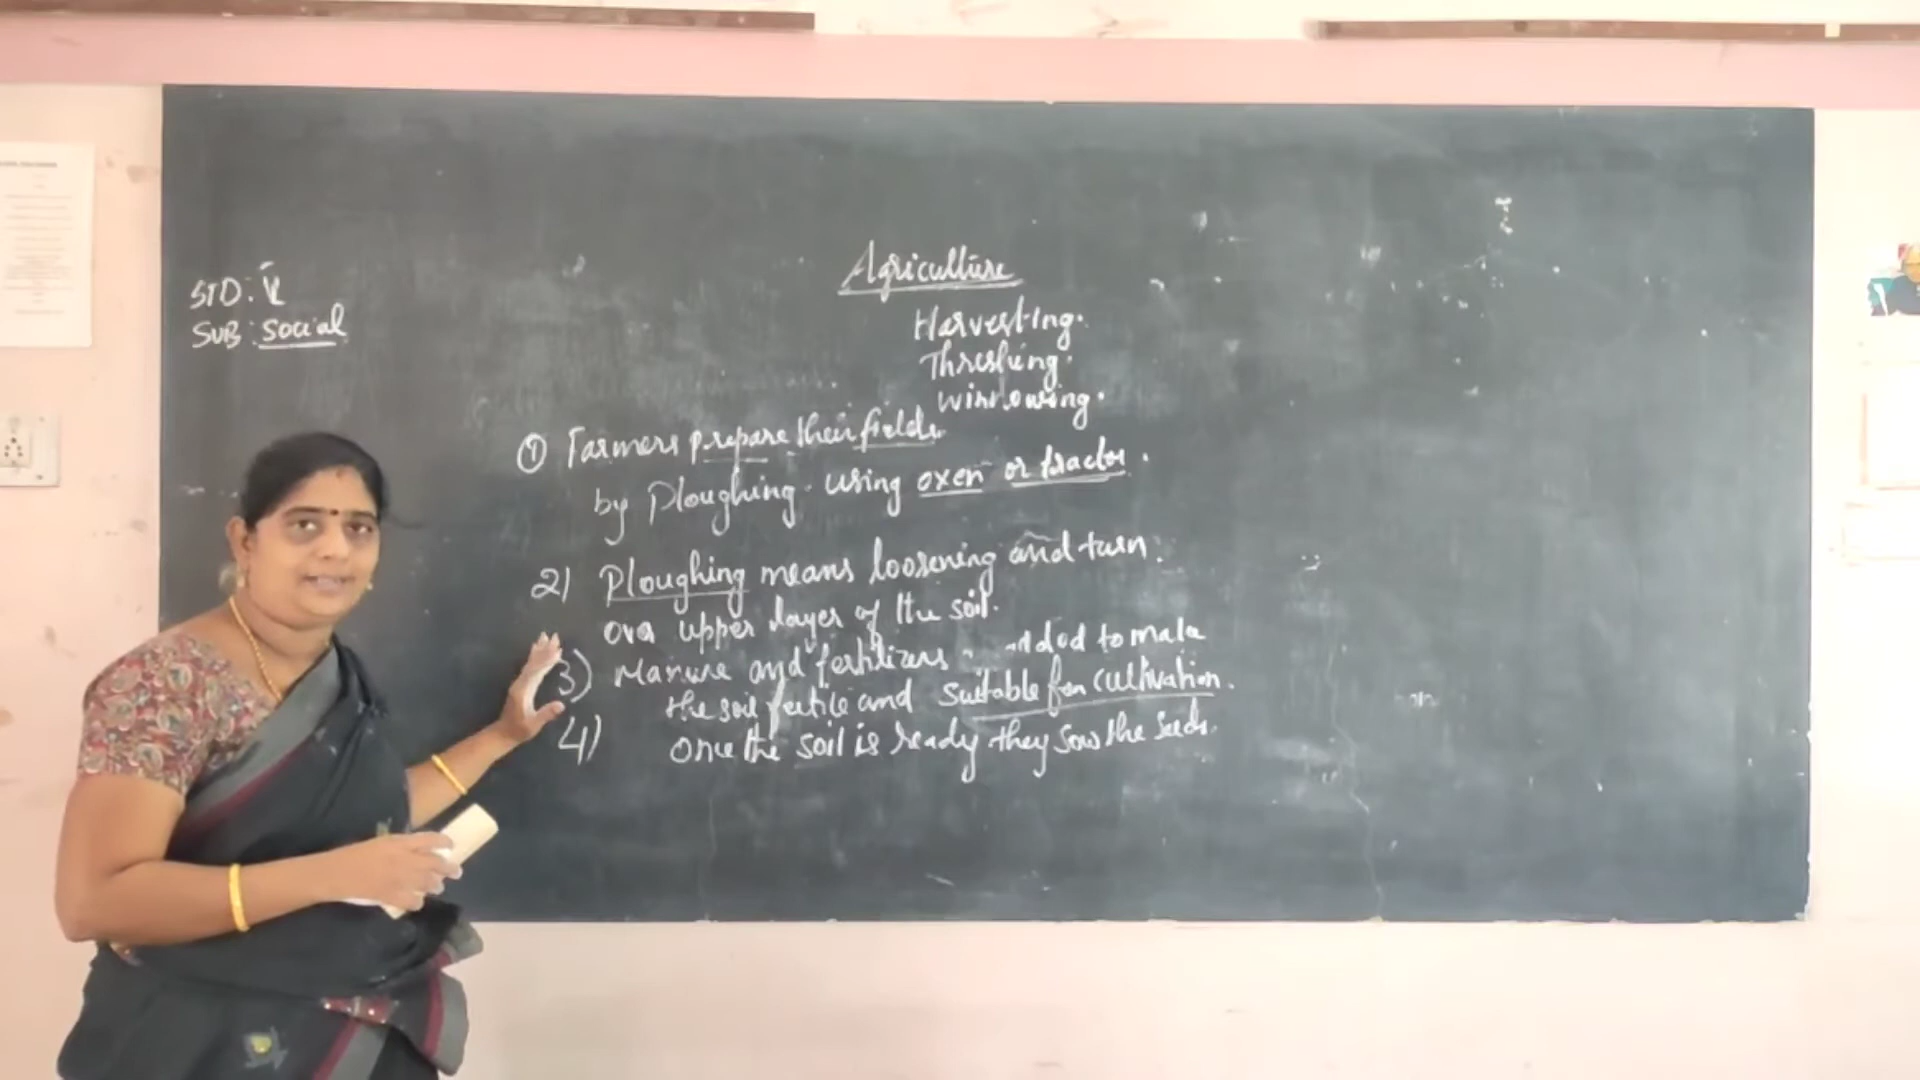 STD: V
SUB: Social
Agriculture
Harvesting.
Threshing.
Winnowing.
① Farmers prepare their fields
by Ploughing. using oxen or tractor.
2) Ploughing means loosening and turn.
over upper layer of the soil.
3) Manure and fertilizers added to make
the soil fertile and suitable for cultivation.
4) Once the soil is ready they sow the seeds.